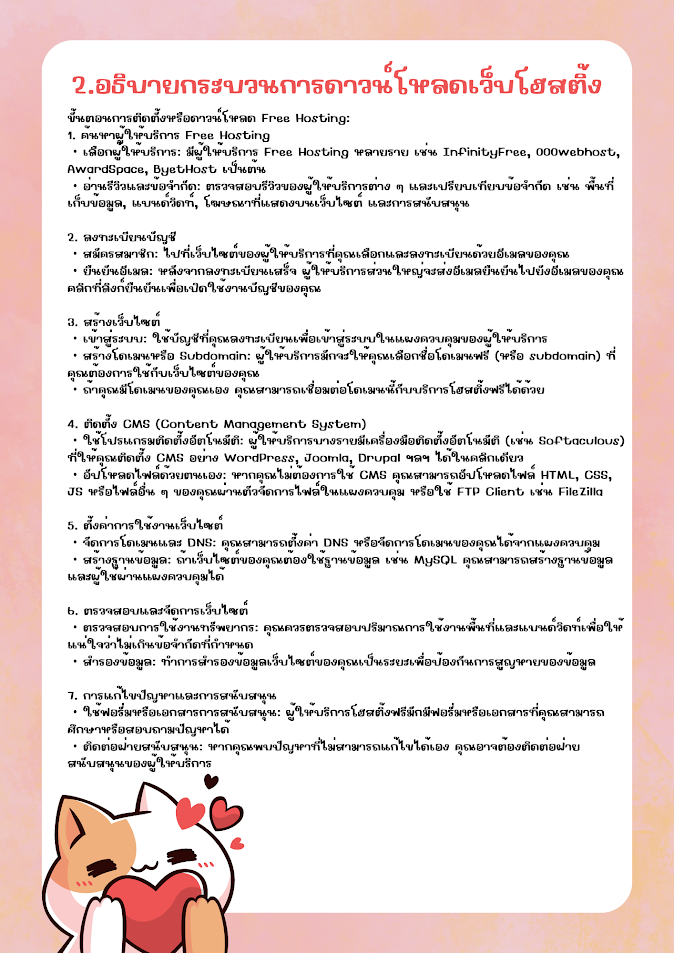 2.อธิบายกระบวนการดาวน์โหลดเว็บโฮสติ้ง
ขั้นตอนการติดตั้งหรือดาวน์โหลด Free Hosting:
1. ค้นหาผู้ให้บริการ Free Hosting
• เลือกผู้ให้บริการ: มีผู้ให้บริการ Free Hosting หลายราย เช่น InfinityFree, 000webhost,
AwardSpace, ByetHost เป็นต้น
• อ่านรีวิวและข้อจำกัด: ตรวจสอบรีวิวของผู้ให้บริการต่าง ๆ และเปรียบเทียบข้อจำกัด เช่น พื้นที่
เก็บข้อมูล, แบนด์วิดท์, โฆษณาที่แสดงบนเว็บไซต์ และการสนับสนุน
2. ลงทะเบียนบัญชี
• สมัครสมาชิก: ไปที่เว็บไซต์ของผู้ให้บริการที่คุณเลือกและลงทะเบียนด้วยอีเมลของคุณ
• ยืนยันอีเมล: หลังจากลงทะเบียนเสร็จ ผู้ให้บริการส่วนใหญ่จะส่งอีเมลยืนยันไปยังอีเมลของคุณ
คลิกที่ลิงก์ยืนยันเพื่อเปิดใช้งานบัญชีของคุณ
3. สร้างเว็บไซต์
• เข้าสู่ระบบ: ใช้บัญชีที่คุณลงทะเบียนเพื่อเข้าสู่ระบบในแผงควบคุมของผู้ให้บริการ
• สร้างโดเมนหรือ Subdomain: ผู้ให้บริการมักจะให้คุณเลือกชื่อโดเมนฟรี (หรือ subdomain) ที่
คุณต้องการใช้กับเว็บไซต์ของคุณ
• ถ้าคุณมีโดเมนของคุณเอง คุณสามารถเชื่อมต่อโดเมนนี้กับบริการโฮสติ้งฟรีได้ด้วย
4. ติดตั้ง CMS (Content Management System)
• ใช้โปรแกรมติดตั้งอัตโนมัติ: ผู้ให้บริการบางรายมีเครื่องมือติดตั้งอัตโนมัติ (เช่น Softaculous)
ที่ให้คุณติดตั้ง CMS อย่าง WordPress, Joomla, Drupal ฯลฯ ได้ในคลิกเดียว
• อัปโหลดไฟล์ด้วยตนเอง: หากคุณไม่ต้องการใช้ CMS คุณสามารถอัปโหลดไฟล์ HTML, CSS,
JS หรือไฟล์อื่น ๆ ของคุณผ่านตัวจัดการไฟล์ในแผงควบคุม หรือใช้ FTP Client เช่น FileZilla
5. ตั้งค่าการใช้งานเว็บไซต์
• จัดการโดเมนและ DNS: คุณสามารถตั้งค่า DNS หรือจัดการโดเมนของคุณได้จากแผงควบคุม
• สร้างฐานข้อมูล: ถ้าเว็บไซต์ของคุณต้องใช้ฐานข้อมูล เช่น MySQL คุณสามารถสร้างฐานข้อมูล
และผู้ใช้ผ่านแผงควบคุมได้
6. ตรวจสอบและจัดการเว็บไซต์
• ตรวจสอบการใช้งานทรัพยากร: คุณควรตรวจสอบปริมาณการใช้งานพื้นที่และแบนด์วิดท์เพื่อให้
แน่ใจว่าไม่เกินข้อจำกัดที่กำหนด
• สำรองข้อมูล: ทำการสำรองข้อมูลเว็บไซต์ของคุณเป็นระยะเพื่อป้องกันการสูญหายของข้อมูล
7. การแก้ไขปัญหาและการสนับสนุน
• ใช้ฟอรั่มหรือเอกสารการสนับสนุน: ผู้ให้บริการโฮสติ้งฟรีมักมีฟอรั่มหรือเอกสารที่คุณสามารถ
ศึกษาหรือสอบถามปัญหาได้
• ติดต่อฝ่ายสนับสนุน: หากคุณพบปัญหาที่ไม่สามารถแก้ไขได้เอง คุณอาจต้องติดต่อฝ่าย
สนับสนุนของผู้ให้บริการ